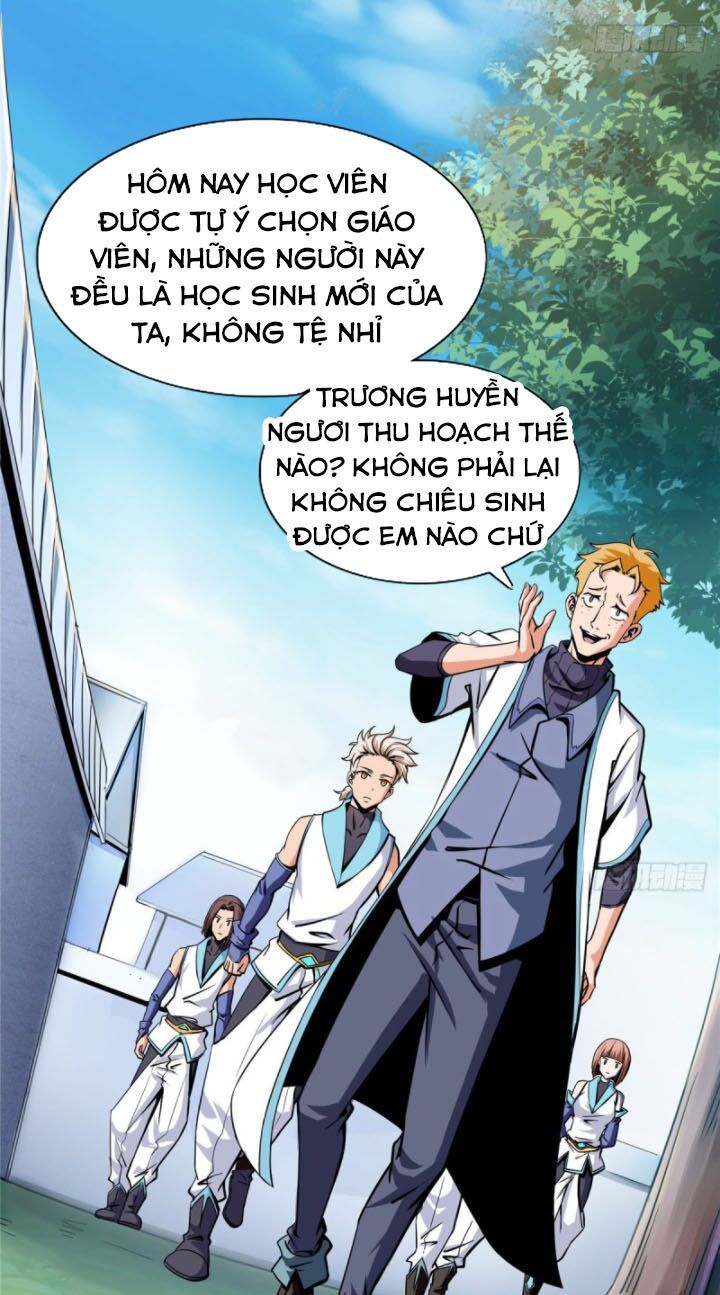 HÔM NAY HỌC VIÊN
ĐƯỢC TỰ Ý CHỌN GIÁO
VIÊN, NHỮNG NGƯỜI NÀY
ĐỀU LÀ HỌC SINH MỚI CỦA
TA, KHÔNG TỆ NHỈ
TRƯƠNG HUYỀN
NGƯƠI THU HOẠCH THẾ
NÀO? KHÔNG PHẢI LẠI
KHÔNG CHIÊU SINH
ĐƯỢC EM NÀO CHỨ